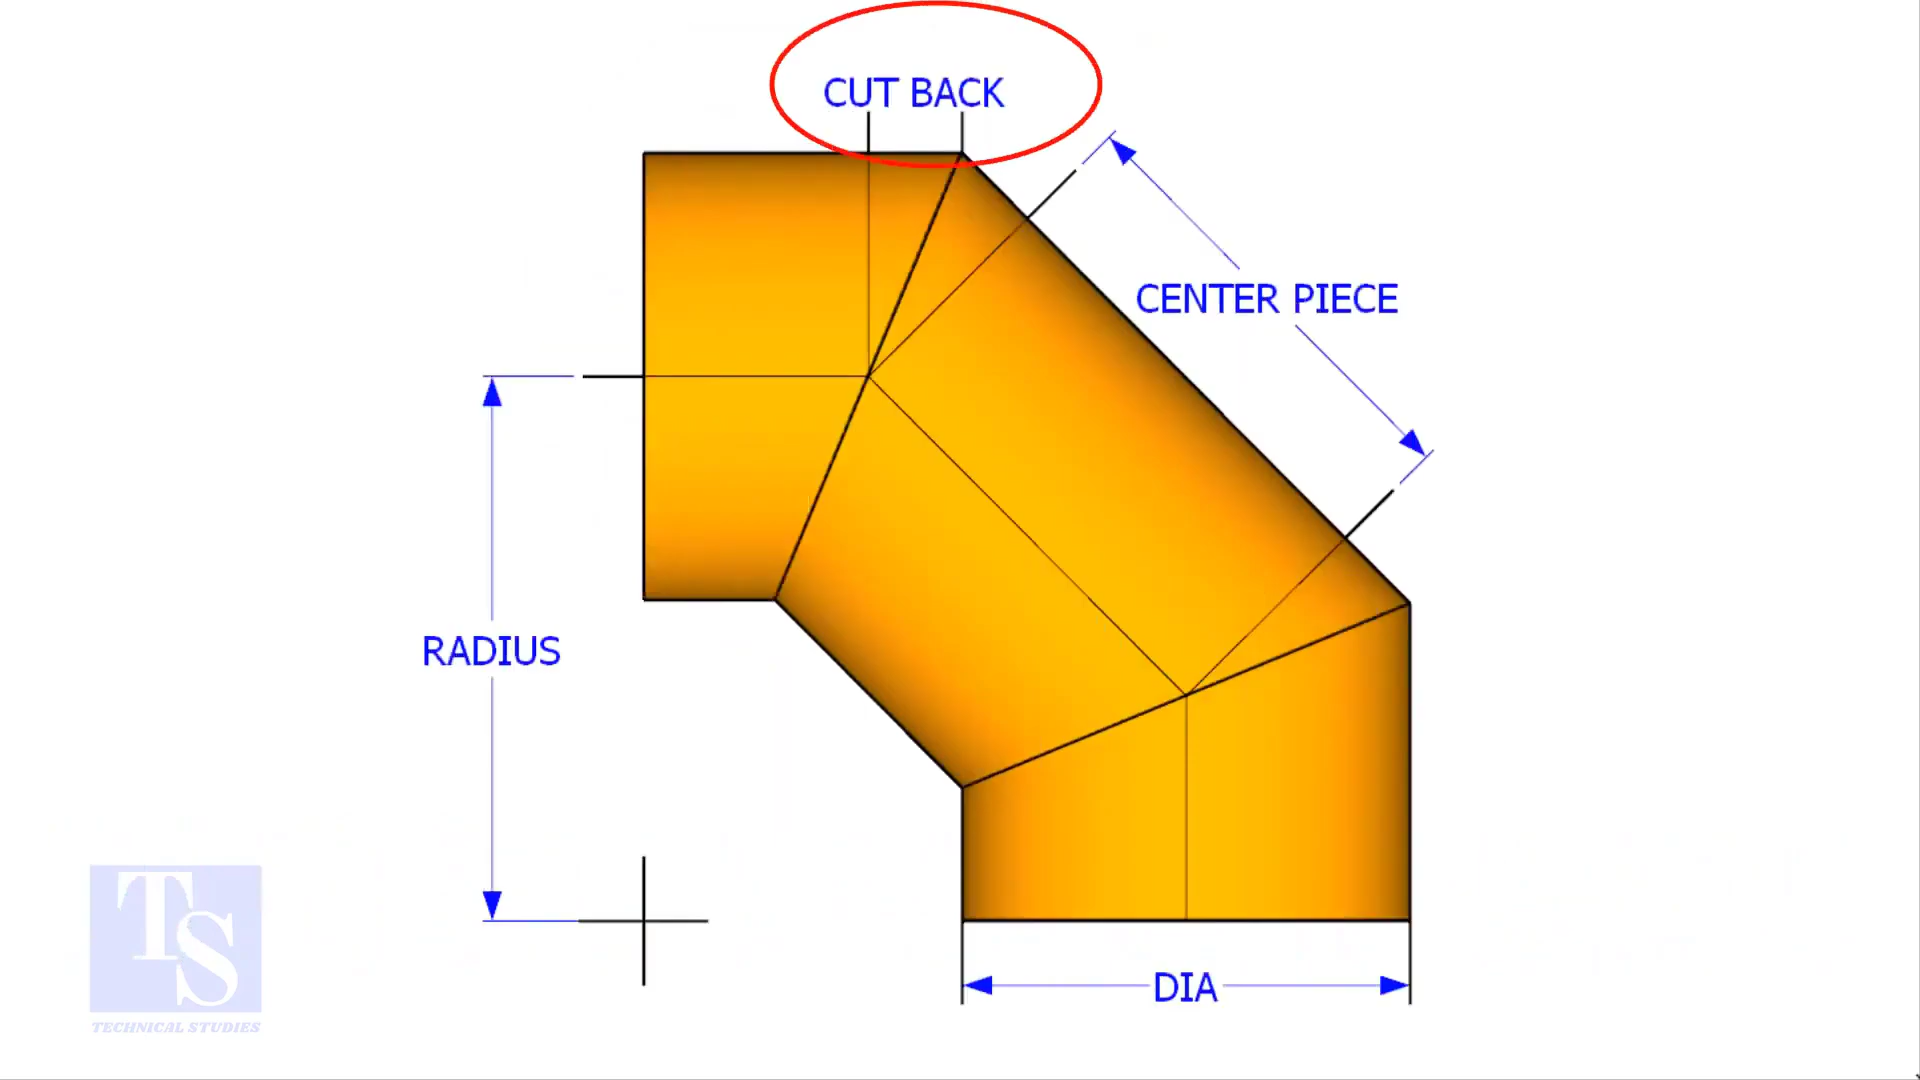 CUT BACK
CENTER PIECE
RADIUS
DIA
TS
TECHNICAL STUDIES